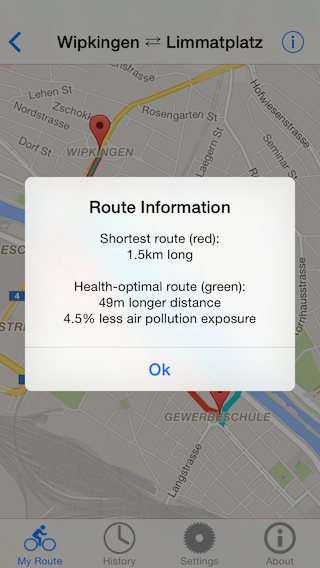 Wipkingen ⇄ Limmatplatz
Lehen St
Zschok
Nordstrasse
Rosengarten St
Hofwiesenstrasse
Dorf St
WIPKINGEN
Laegern St
Seminar St
Route Information
Shortest route (red):
1.5km long
Health-optimal route (green):
49m longer distance
4.5% less air pollution exposure
4
Ok
GEWERBESCHULE
Langstrasse
My Route
History
Settings
About